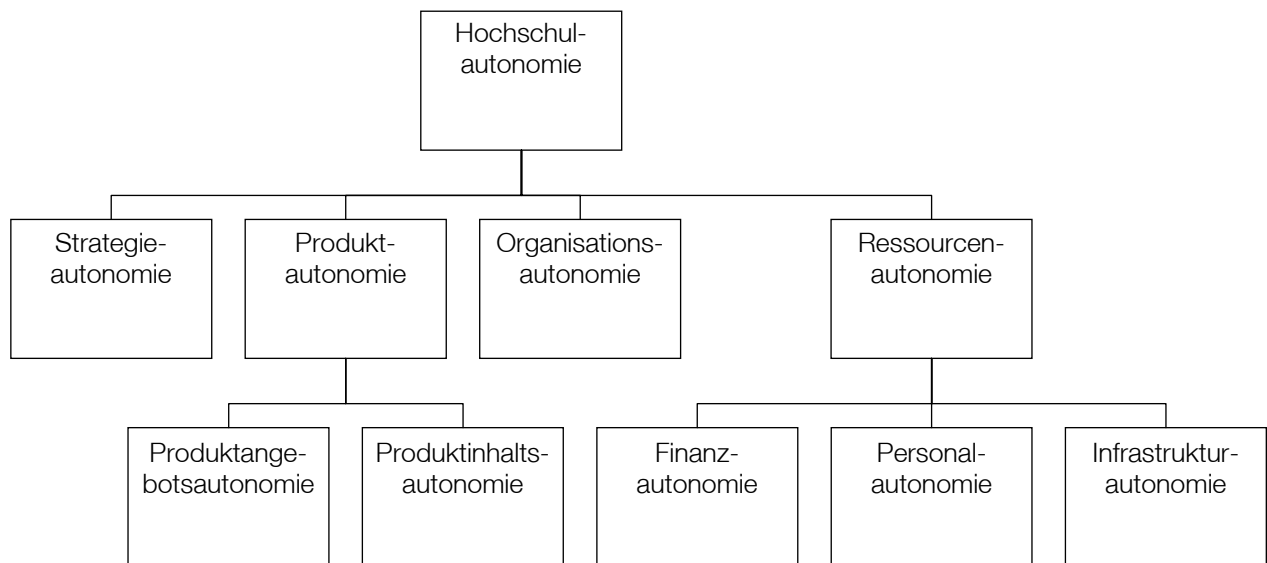 Hochschul-
autonomie
Strategie-
autonomie
Produkt-
autonomie
Organisations-
autonomie
Ressourcen-
autonomie
Produktange-
botsautonomie
Produktinhalts-
autonomie
Finanz-
autonomie
Personal-
autonomie
Infrastruktur-
autonomie